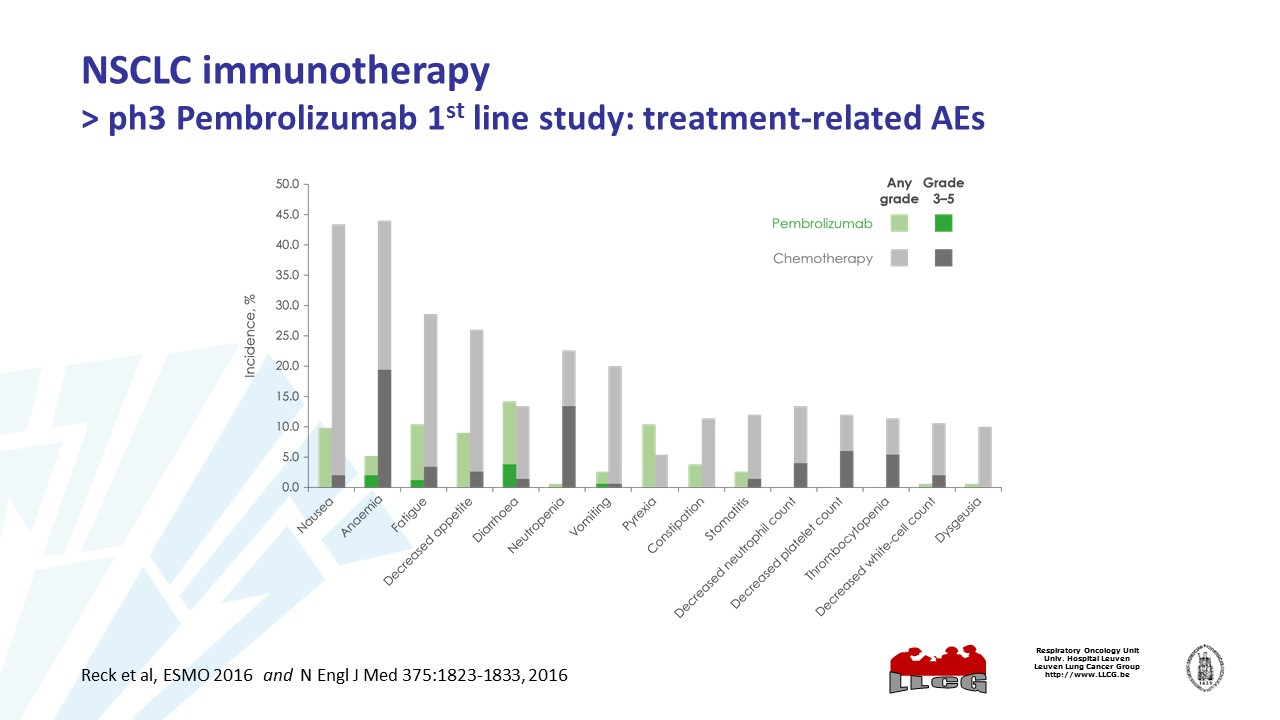 NSCLC immunotherapy
> ph3 Pembrolizumab 1st line study: treatment-related AEs
Any Grade
grade 3–5
Pembrolizumab
Chemotherapy
Incidence, %
50.0
45.0
40.0
35.0
30.0
25.0
20.0
15.0
10.0
5.0
0.0
Nausea
Anaemia
Fatigue
Decreased appetite
Diarrhoea
Neutropenia
Vomiting
Pyrexia
Constipation
Stomatitis
Decreased neutrophil count
Decreased platelet count
Thrombocytopenia
Decreased white-cell count
Dysgeusia
Reck et al, ESMO 2016 and N Engl J Med 375:1823-1833, 2016
LLCG
Respiratory Oncology Unit
Univ. Hospital Leuven
Leuven Lung Cancer Group
http://www.LLCG.be